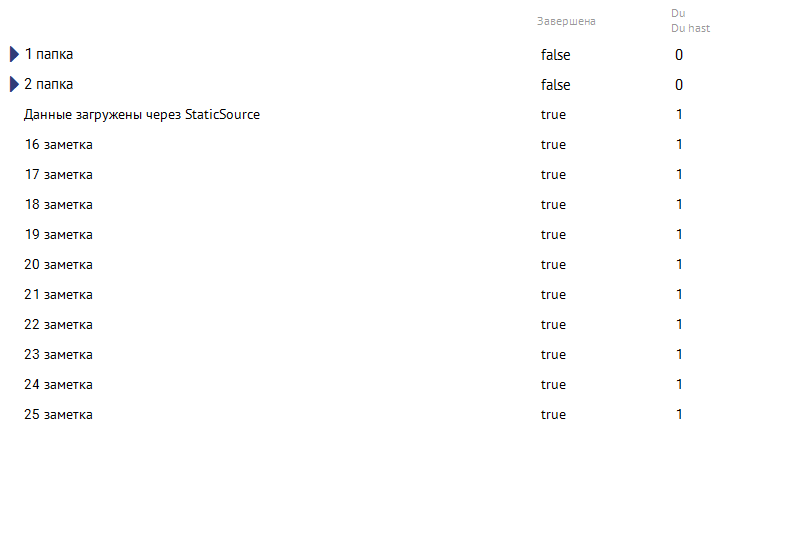 Завершена Du
Du hast
1 папка false 0
2 папка false 0
Данные загружены через StaticSource true 1
16 заметка true 1
17 заметка true 1
18 заметка true 1
19 заметка true 1
20 заметка true 1
21 заметка true 1
22 заметка true 1
23 заметка true 1
24 заметка true 1
25 заметка true 1